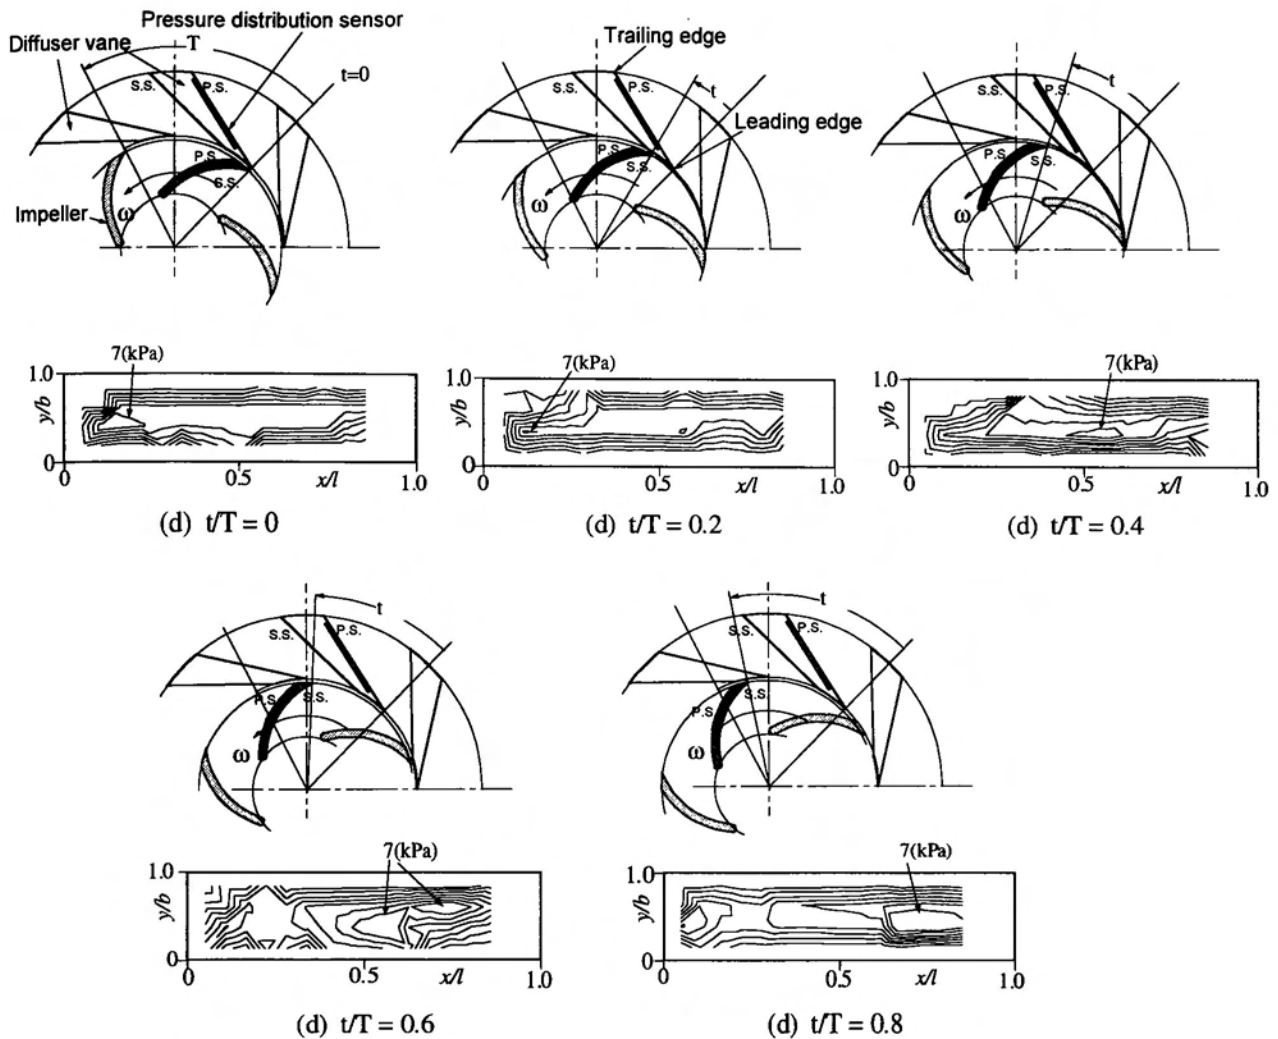 Pressure distribution sensor
Diffuser vane
T
t=0
S.S.
P.S.
P.S.
S.S.
Impeller
ω
Trailing edge
S.S.
P.S.
t
Leading edge
P.S.
S.S.
ω
t
S.S.
P.S.
P.S.
S.S.
ω
7(kPa)
1.0
y/b
0
0
0.5
x/l
1.0
(d) t/T = 0
7(kPa)
1.0
y/b
0
0
0.5
x/l
1.0
(d) t/T = 0.2
7(kPa)
1.0
y/b
0
0
0.5
x/l
1.0
(d) t/T = 0.4
t
S.S.
P.S.
P.S.
S.S.
ω
t
S.S.
P.S.
S.S.
P.S.
ω
7(kPa)
1.0
y/b
0
0
0.5
x/l
1.0
(d) t/T = 0.6
7(kPa)
1.0
y/b
0
0
0.5
x/l
1.0
(d) t/T = 0.8